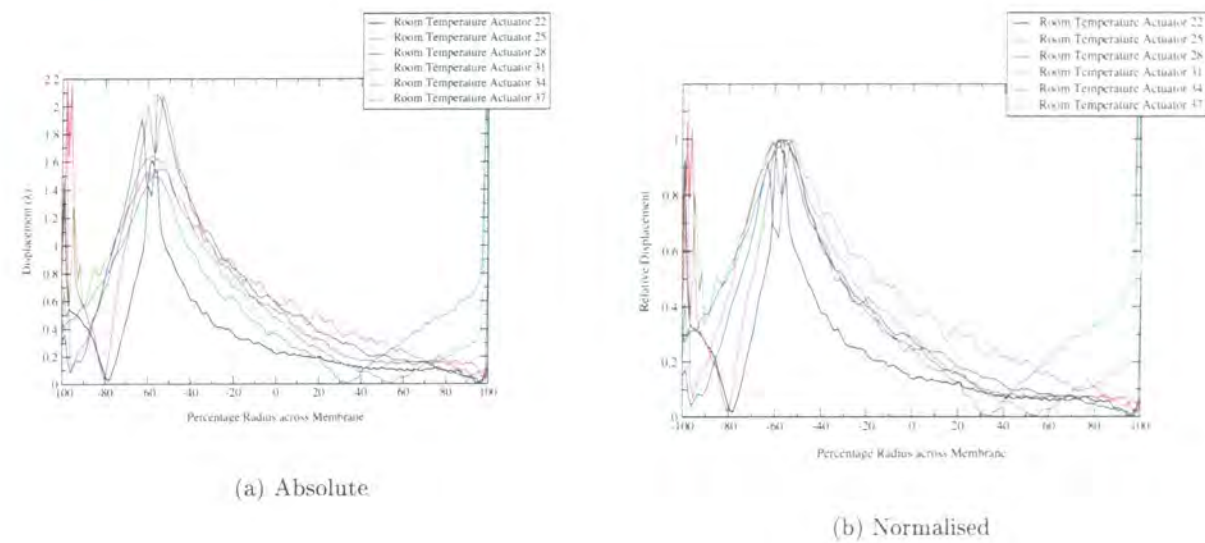 Room Temperature Actuator 22
Room Temperature Actuator 25
Room Temperature Actuator 28
Room Temperature Actuator 31
Room Temperature Actuator 34
Room Temperature Actuator 37
2.2
2
1.8
1.6
1.4
1.2
1
0.8
0.6
0.4
0.2
0
Displacement (λ)
-100 -80 -60 -40 -20 0 20 40 60 80 100
Percentage Radius across Membrane
(a) Absolute
Room Temperature Actuator 22
Room Temperature Actuator 25
Room Temperature Actuator 28
Room Temperature Actuator 31
Room Temperature Actuator 34
Room Temperature Actuator 37
1
0.8
0.6
0.4
0.2
0
Relative Displacement
-100 -80 -60 -40 -20 0 20 40 60 80 100
Percentage Radius across Membrane
(b) Normalised